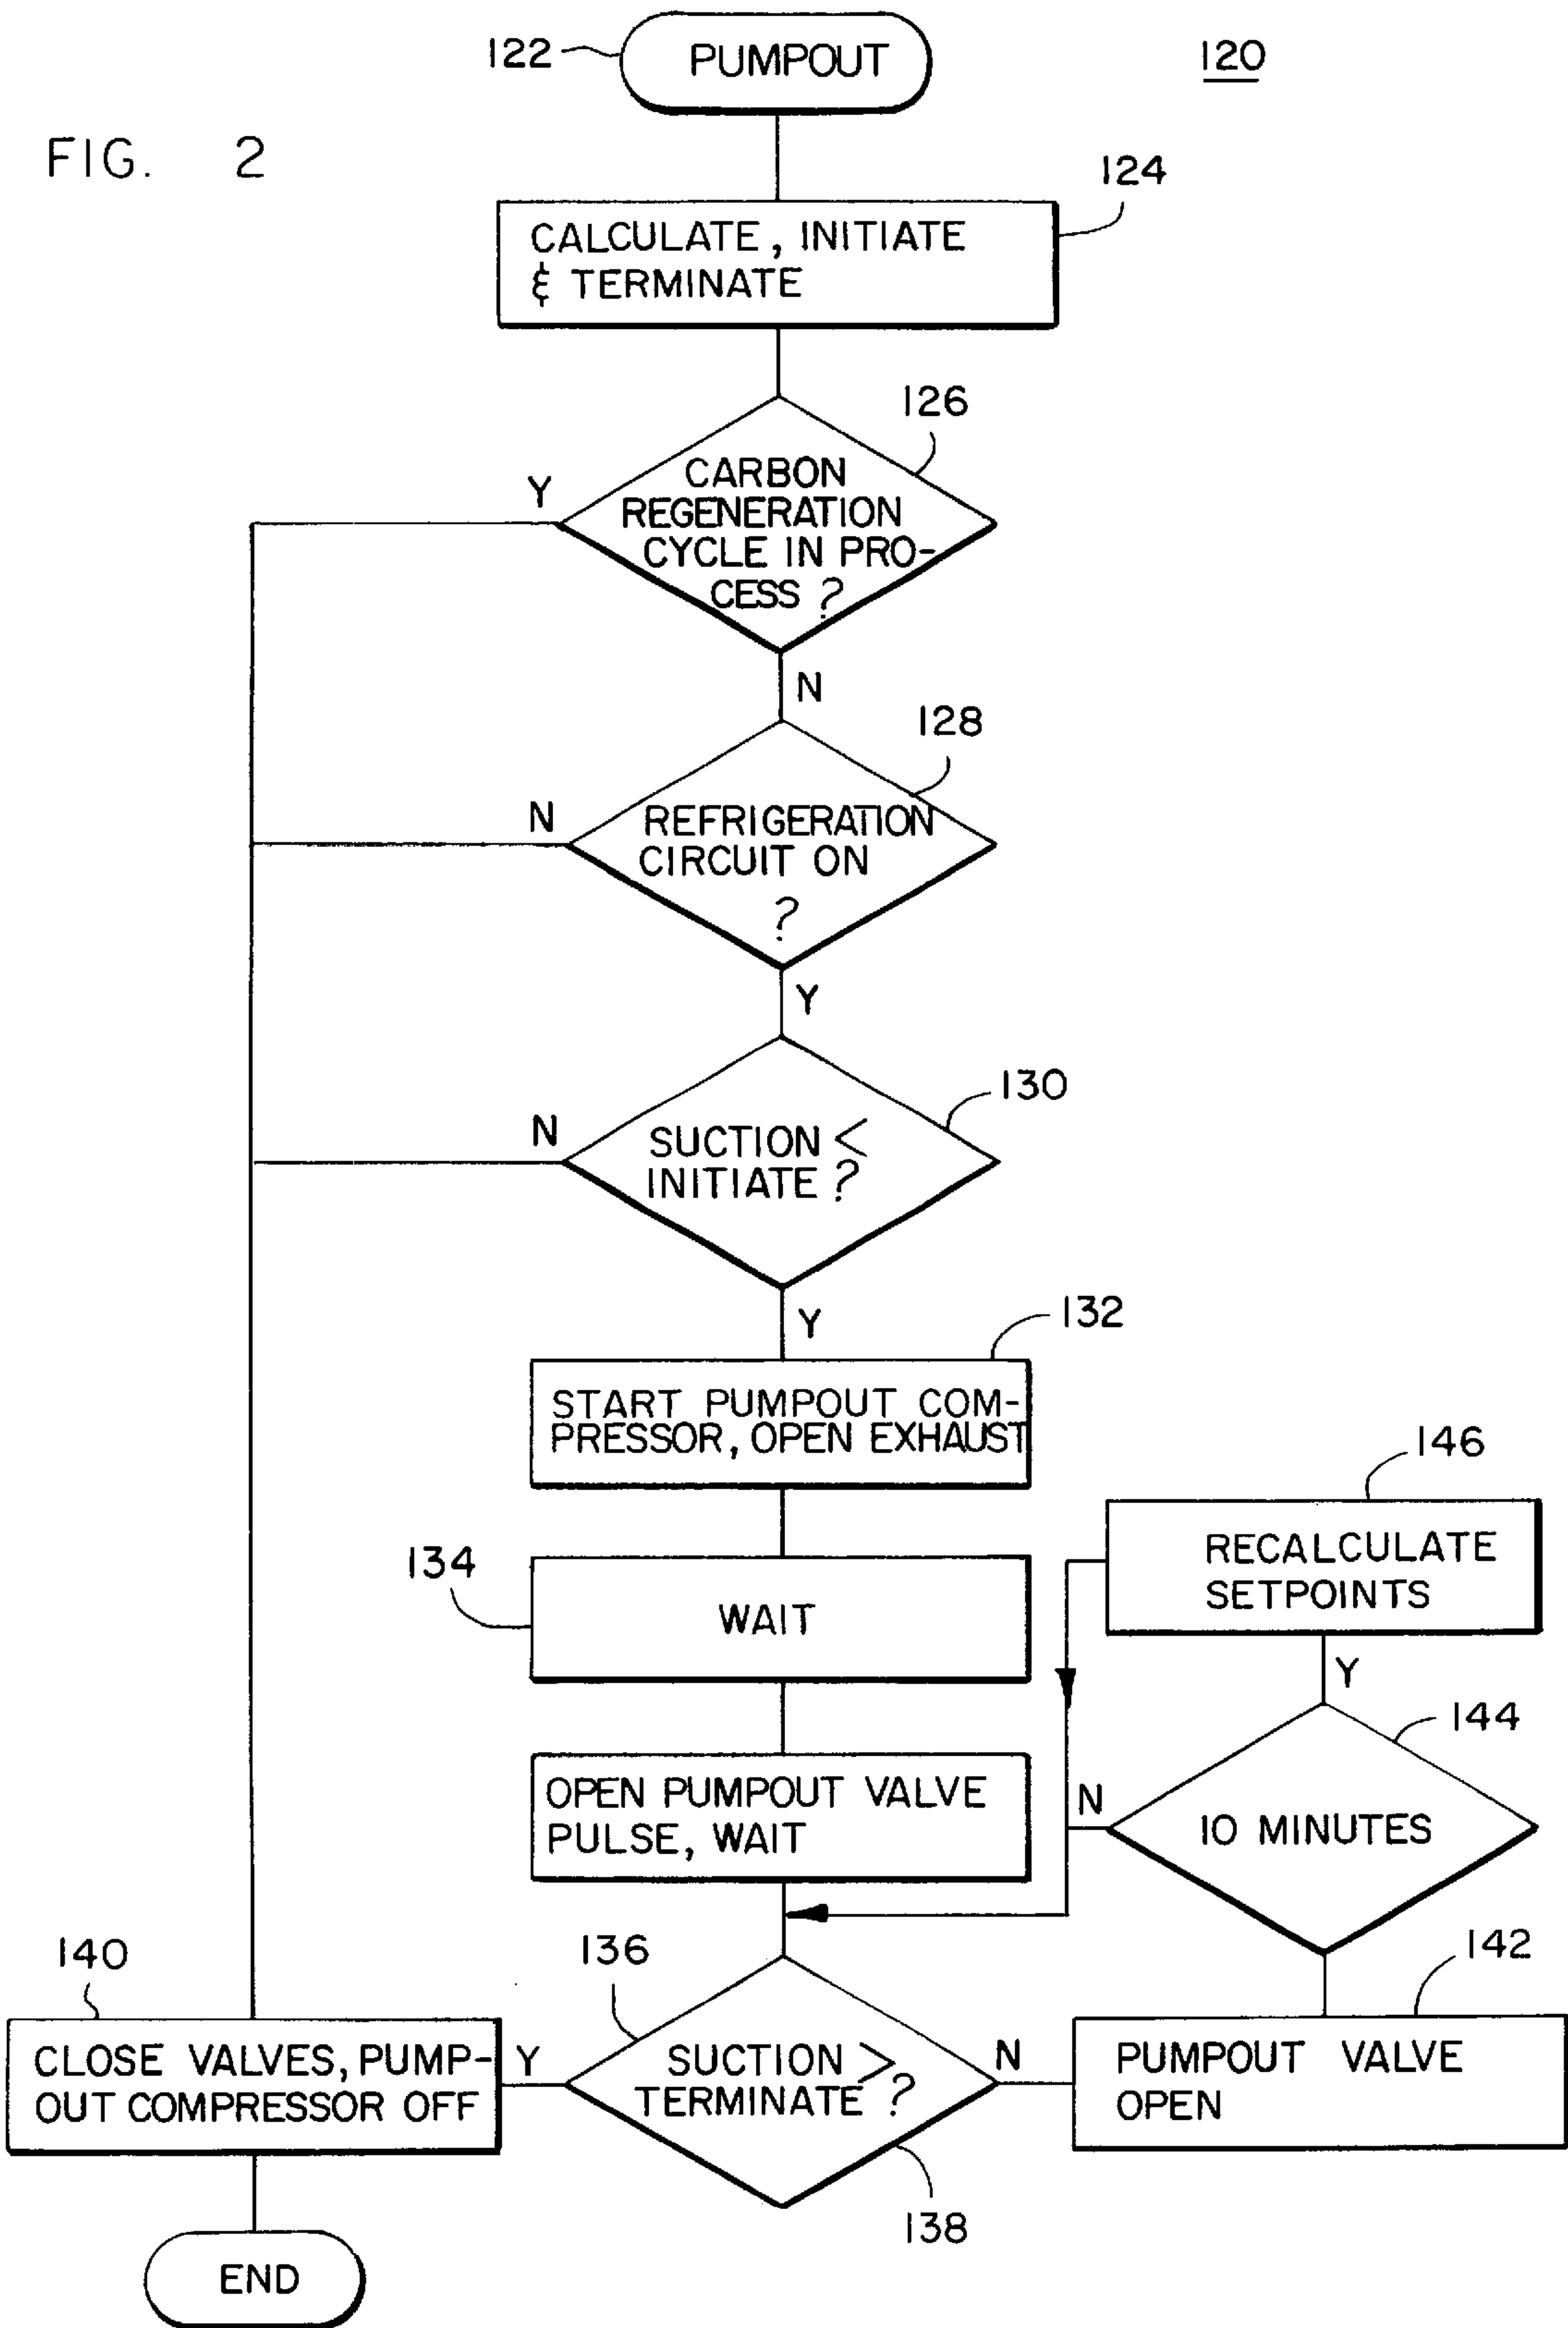 122
PUMPOUT
120
FIG. 2
124
CALCULATE, INITIATE
& TERMINATE
126
CARBON
REGENERATION
CYCLE IN PRO-
CESS ?
Y
N
128
REFRIGERATION
CIRCUIT ON
?
N
Y
130
SUCTION <
INITIATE ?
N
Y
132
START PUMPOUT COM-
PRESSOR, OPEN EXHAUST
134
WAIT
146
RECALCULATE
SETPOINTS
Y
144
10 MINUTES
N
OPEN PUMPOUT VALVE
PULSE, WAIT
136
SUCTION >
TERMINATE ?
138
Y
N
140
CLOSE VALVES, PUMP-
OUT COMPRESSOR OFF
142
PUMPOUT VALVE
OPEN
END